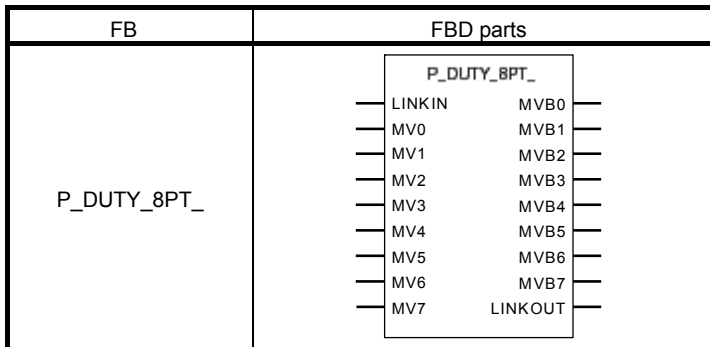 FB FBD parts
P_DUTY_8PT_
P_DUTY_8PT_
LINKIN MVB0
MV0 MVB1
MV1 MVB2
MV2 MVB3
MV3 MVB4
MV4 MVB5
MV5 MVB6
MV6 MVB7
MV7 LINKOUT